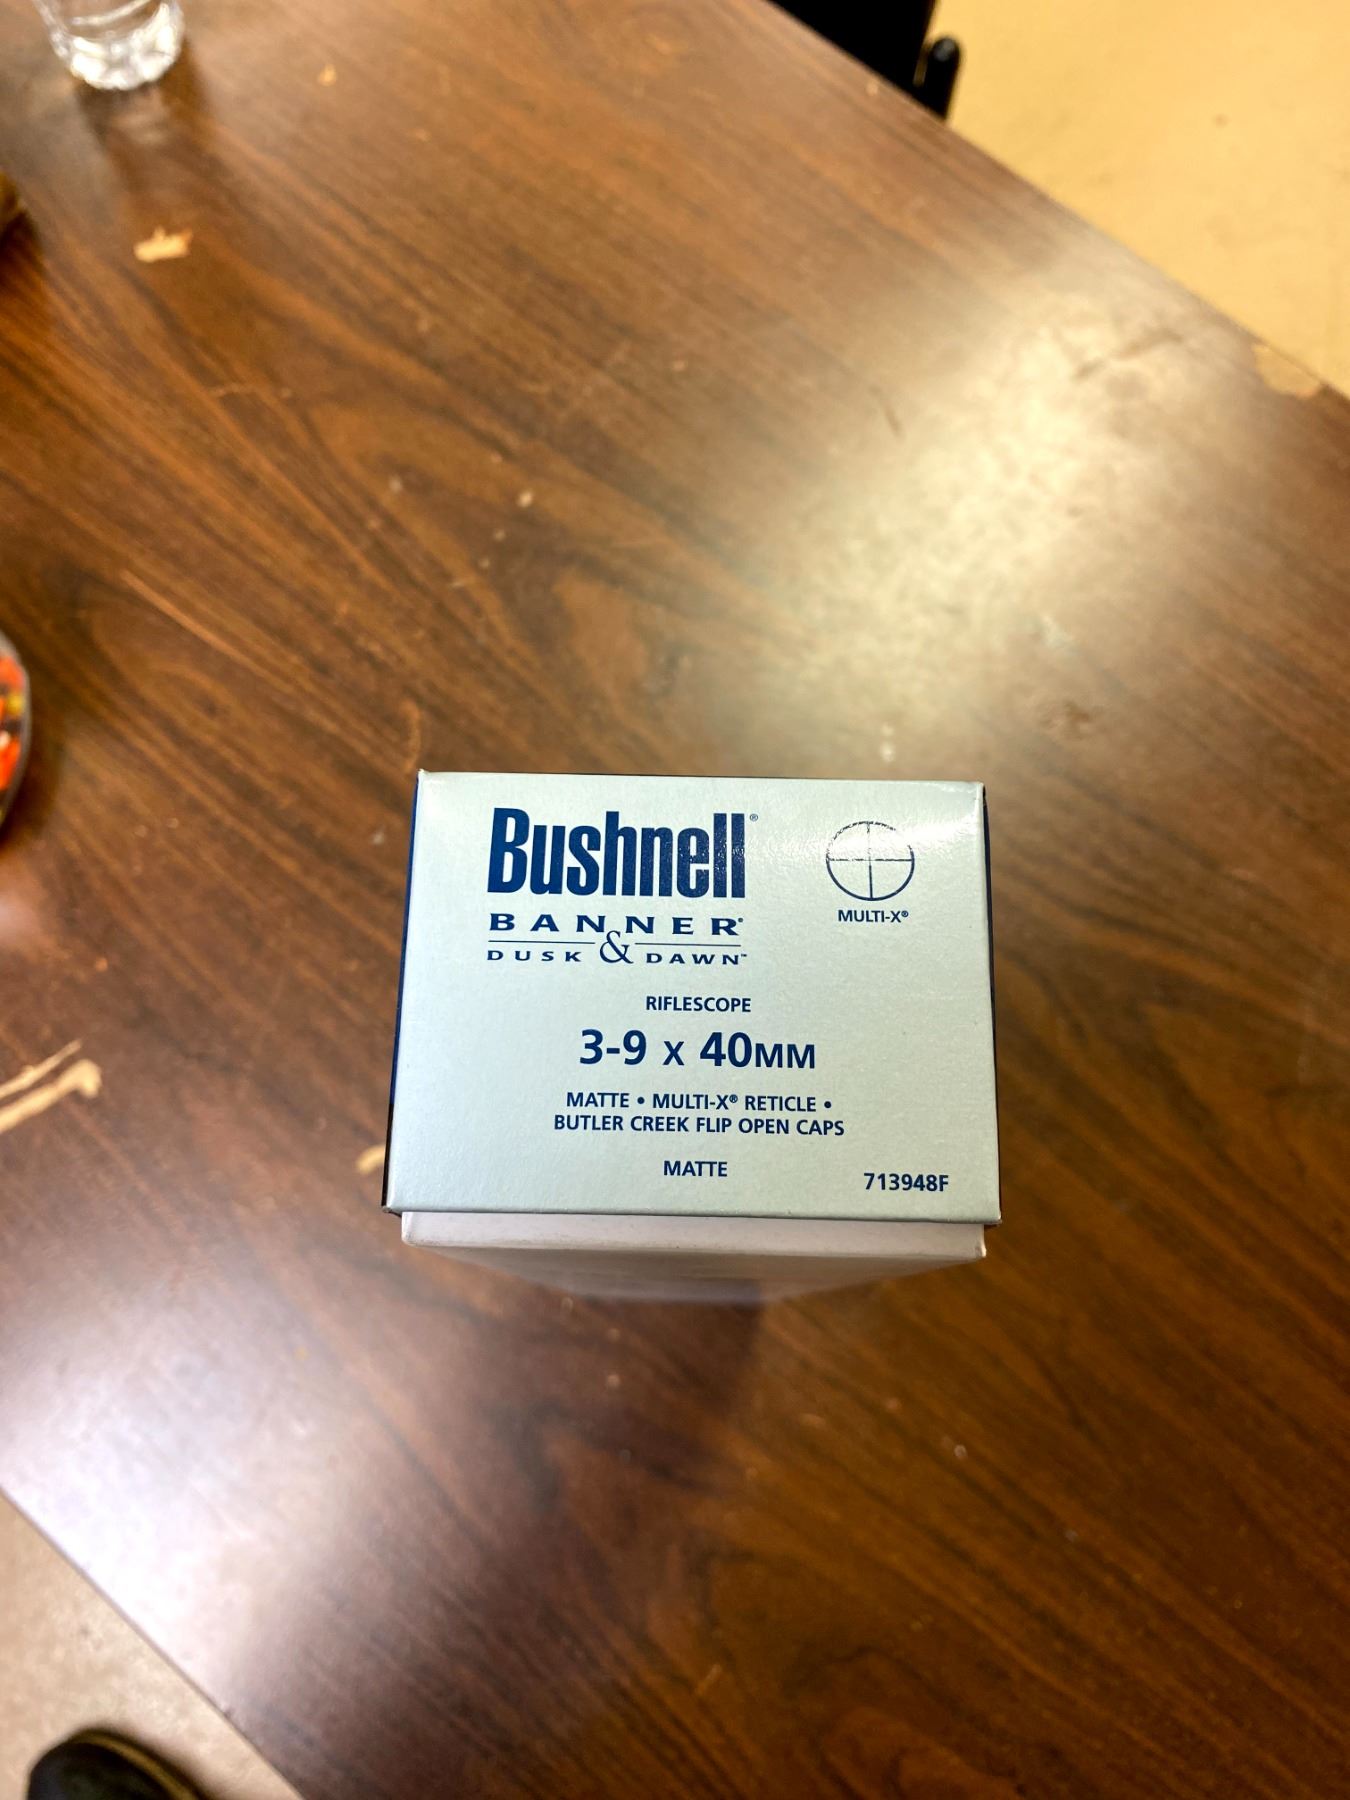 Bushnell®
MULTI-X®
BANNER®
&
DUSK DAWN™
RIFLESCOPE
3-9 x 40MM
MATTE • MULTI-X® RETICLE •
BUTLER CREEK FLIP OPEN CAPS
MATTE
713948F